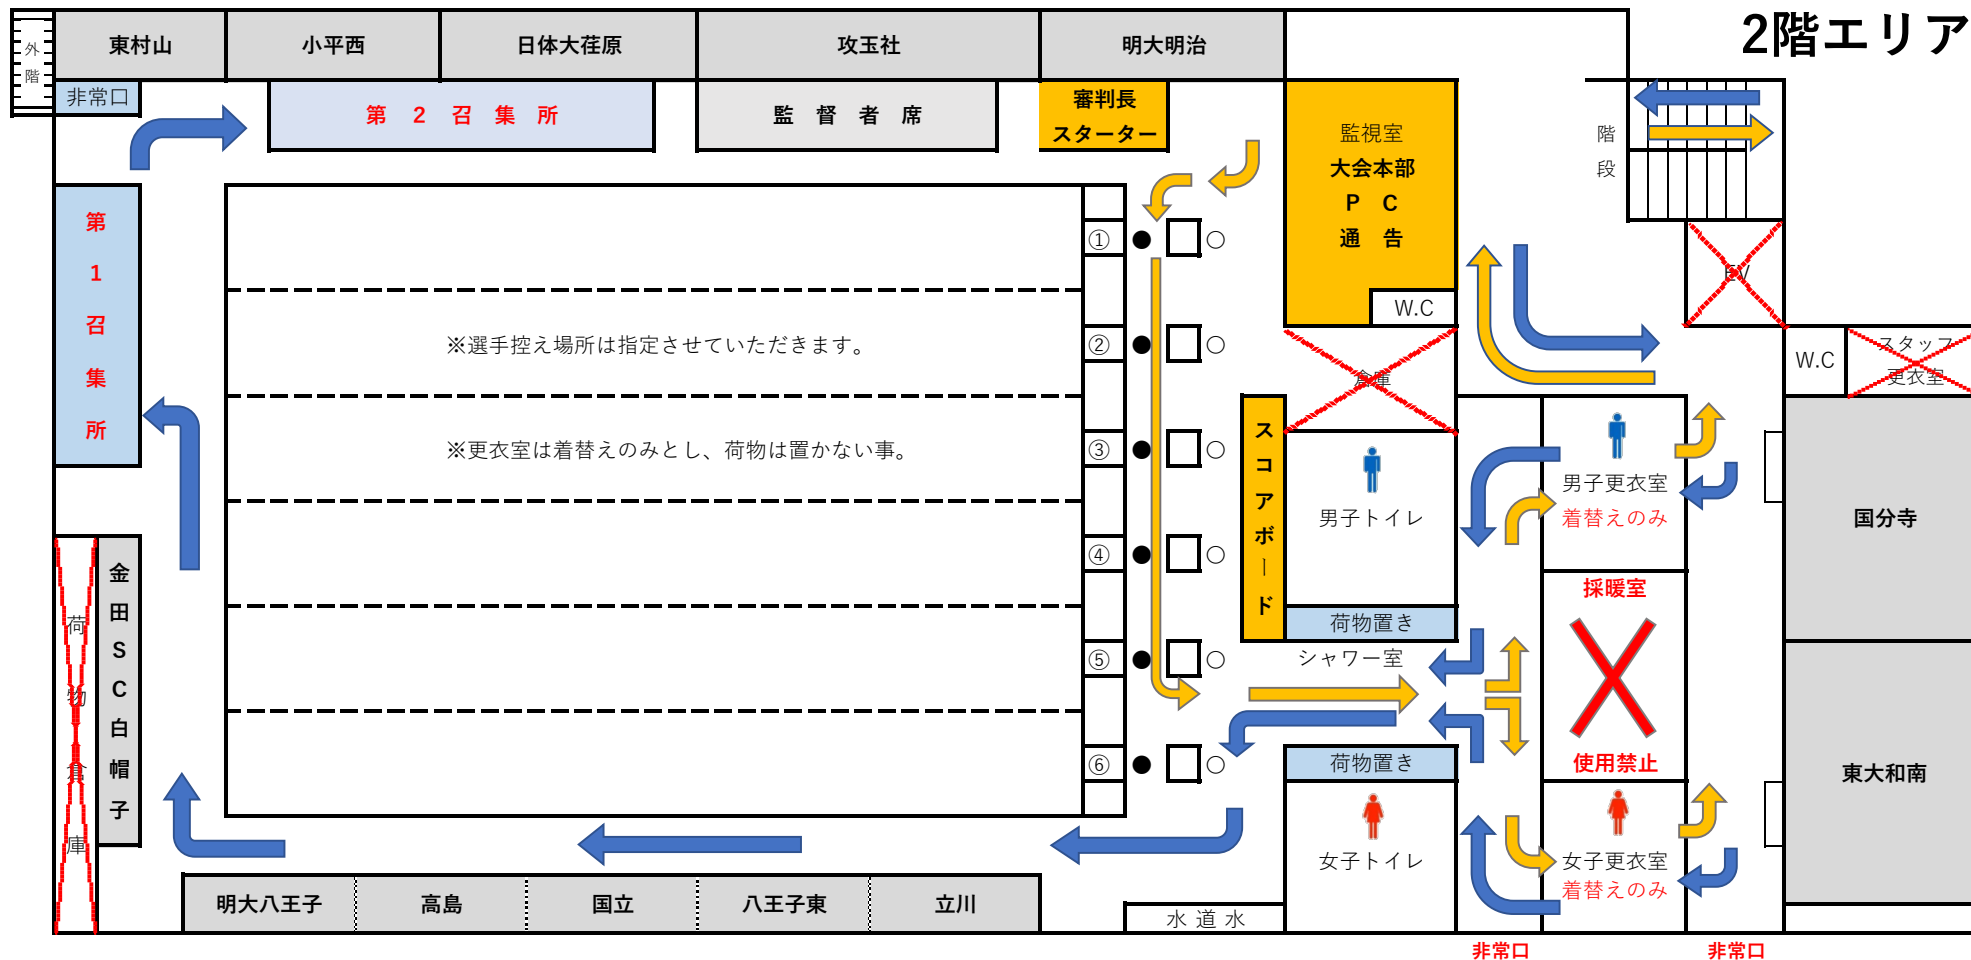 2階エリア
外階
東村山
小平西
日体大荏原
攻玉社
明大明治
非常口
第 2 召 集 所
監 督 者 席
審判長
スターター
監視室
大会本部
P C
通 告
W.C
階段
EV
W.C
スタッフ
更衣室
第1召集所
①
②
③
④
⑤
⑥
※選手控え場所は指定させていただきます。
※更衣室は着替えのみとし、荷物は置かない事。
倉庫
スコアボード
男子トイレ
荷物置き
シャワー室
荷物置き
女子トイレ
男子更衣室
着替えのみ
採暖室
使用禁止
女子更衣室
着替えのみ
国分寺
東大和南
荷物倉庫
金田SC白帽子
明大八王子
高島
国立
八王子東
立川
水 道 水
非常口
非常口